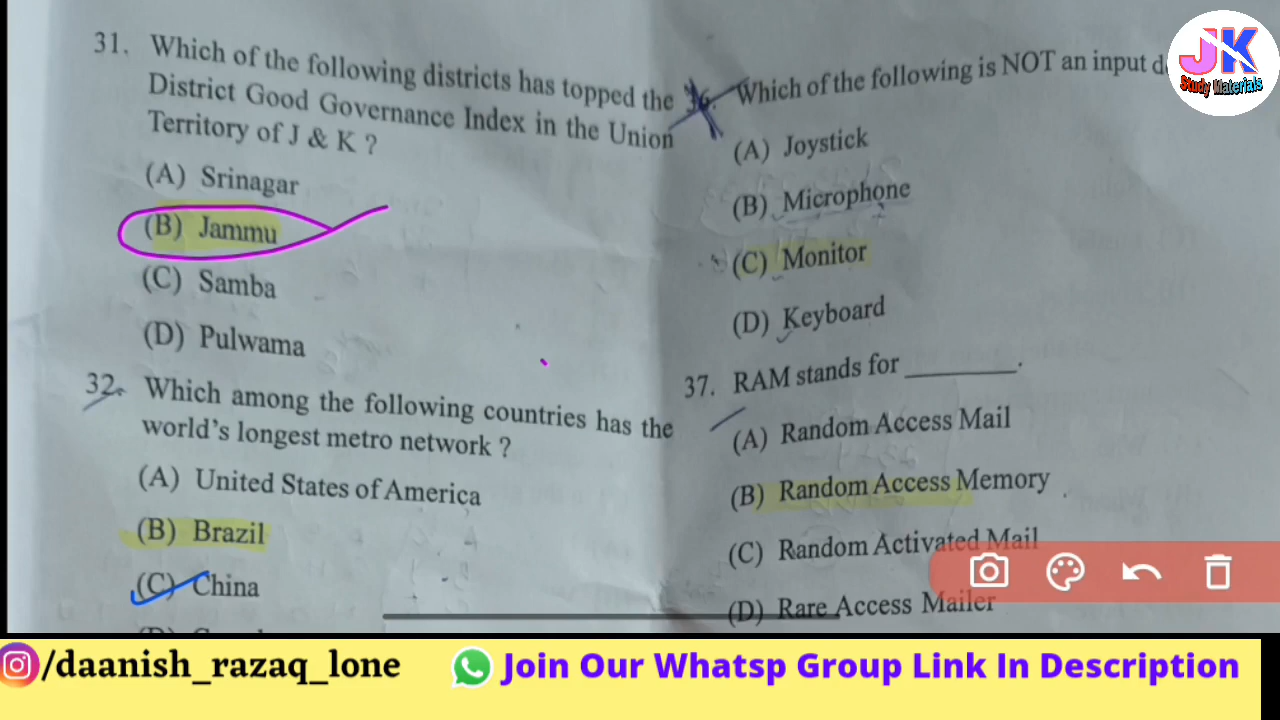 31. Which of the following districts has topped the
District Good Governance Index in the Union
Territory of J & K ?
(A) Srinagar
(B) Jammu
(C) Samba
(D) Pulwama
32. Which among the following countries has the
world's longest metro network ?
(A) United States of America
(B) Brazil
(C) China
36. Which of the following is NOT an input
(A) Joystick
(B) Microphone
(C) Monitor
(D) Keyboard
37. RAM stands for ________.
(A) Random Access Mail
(B) Random Access Memory
(C) Random Activated Mail
(D) Rare Access Mailer
JK
Study Materials
/daanish_razaq_lone
Join Our Whatsp Group Link In Description